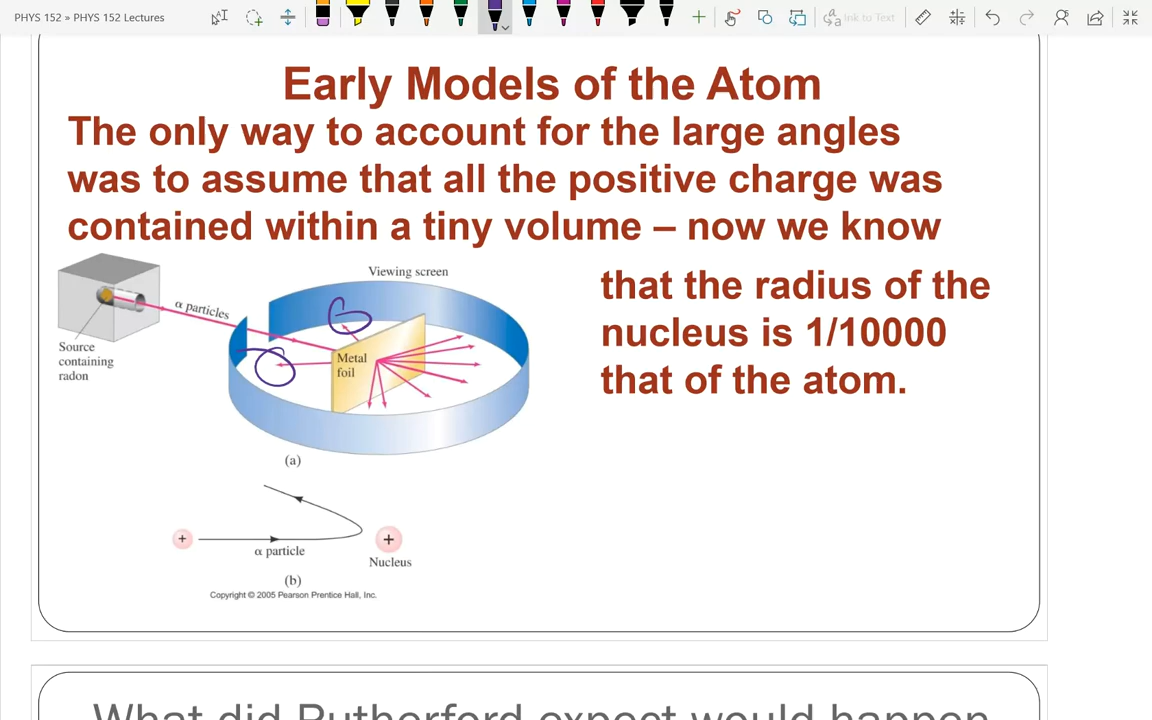 PHYS 152 » PHYS 152 Lectures
Ink to Text
Early Models of the Atom
The only way to account for the large angles
was to assume that all the positive charge was
contained within a tiny volume – now we know
that the radius of the
nucleus is 1/10000
that of the atom.
Viewing screen
α particles
Source
containing
radon
Metal
foil
(a)
+
+
α particle
Nucleus
(b)
Copyright © 2005 Pearson Prentice Hall, Inc.
What did Rutherford expect would happen